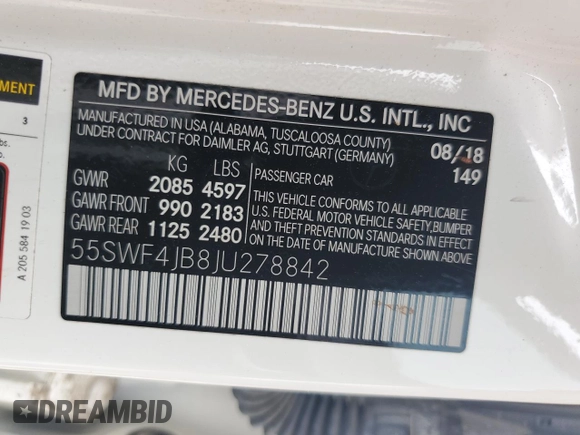 MENT
3
bs.
A 205 584 19 03
MFD BY MERCEDES-BENZ U.S. INTL., INC
MANUFACTURED IN USA (ALABAMA, TUSCALOOSA COUNTY)
UNDER CONTRACT FOR DAIMLER AG, STUTTGART (GERMANY)
08/18
149
KG LBS
GVWR 2085 4597
GAWR FRONT 990 2183
GAWR REAR 1125 2480
PASSENGER CAR
THIS VEHICLE CONFORMS TO ALL APPLICABLE
U.S. FEDERAL MOTOR VEHICLE SAFETY,BUMPER
AND THEFT PREVENTION STANDARDS IN
EFFECT ON THE DATE OF MANUFACTURE SHOWN ABOVE.
55SWF4JB8JU278842
DREAMBID